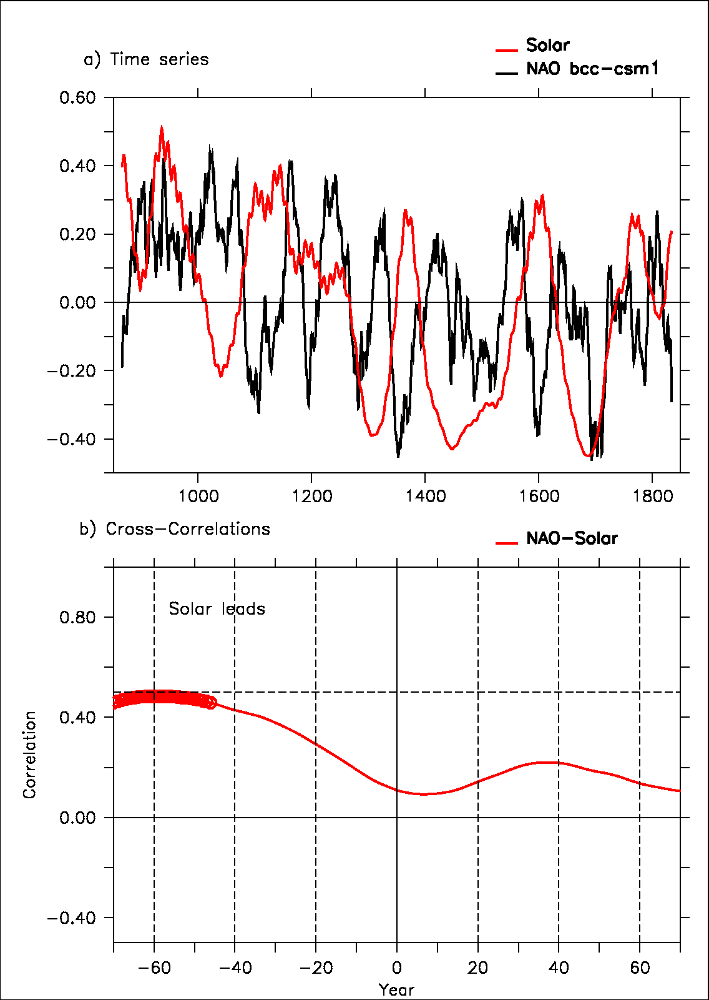 Solar
a) Time series
NAO bcc-csm1
0.60
0.40
0.20
0.00
-0.20
-0.40
1000 1200 1400 1600 1800
b) Cross-Correlations
NAO-Solar
Solar leads
0.80
0.40
0.00
-0.40
Correlation
-60 -40 -20 0 20 40 60
Year